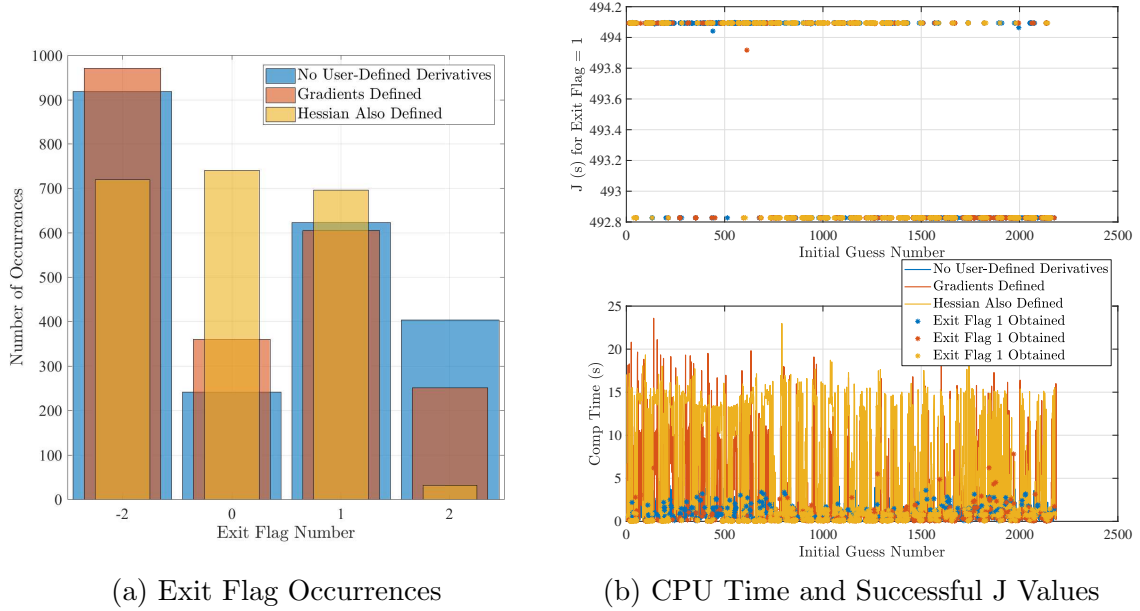 1000
900
800
700
600
500
400
300
200
100
0
Number of Occurrences
No User-Defined Derivatives
Gradients Defined
Hessian Also Defined
-2 0 1 2
Exit Flag Number
(a) Exit Flag Occurrences
494.2
494
493.8
493.6
493.4
493.2
493
492.8
J (s) for Exit Flag = 1
0 500 1000 1500 2000 2500
Initial Guess Number
No User-Defined Derivatives
Gradients Defined
Hessian Also Defined
Exit Flag 1 Obtained
Exit Flag 1 Obtained
Exit Flag 1 Obtained
25
20
15
10
5
0
Comp Time (s)
0 500 1000 1500 2000 2500
Initial Guess Number
(b) CPU Time and Successful J Values